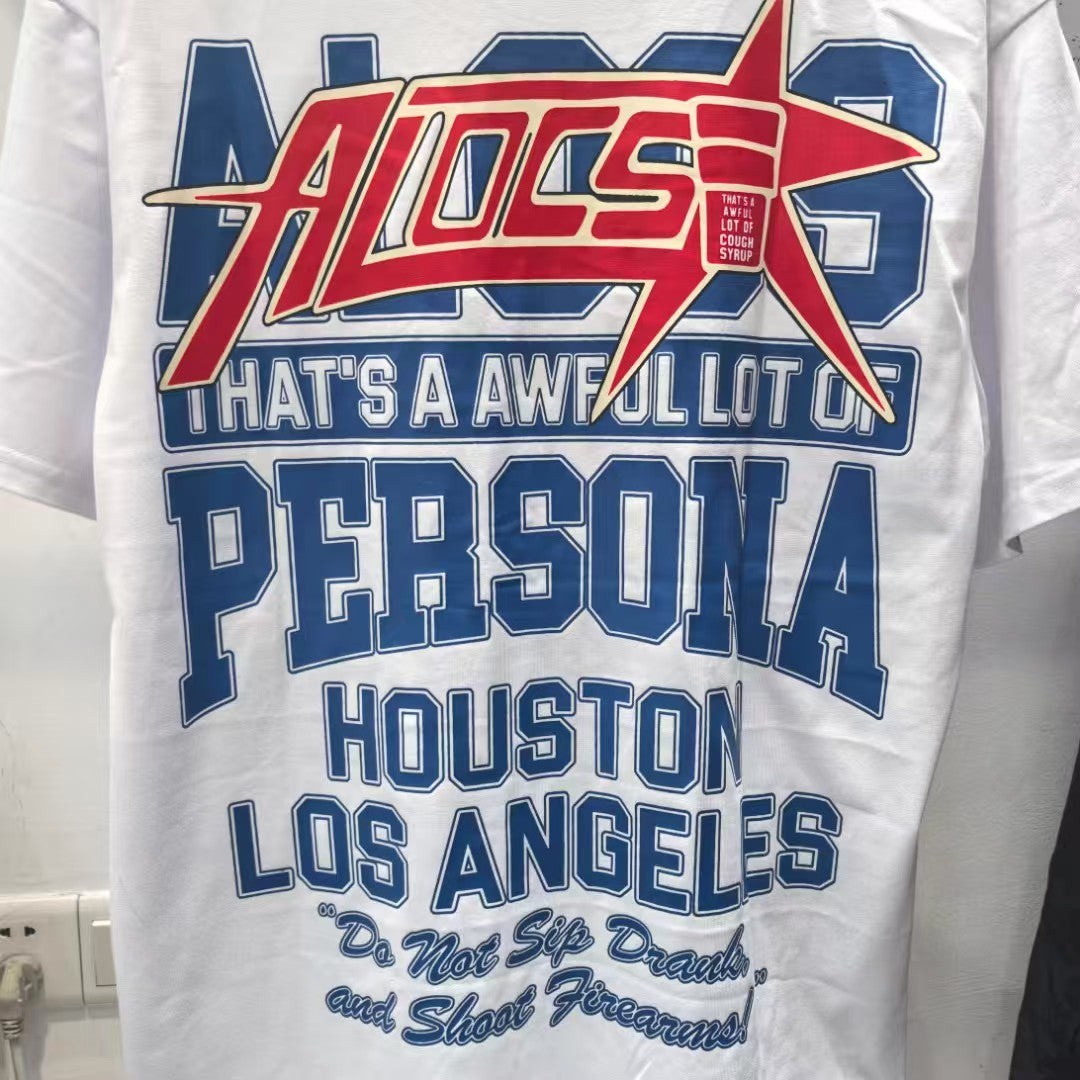 ALOCS
ALOCS
THAT'S A
AWFUL
LOT OF
COUGH
SYRUP
THAT'S A AWFUL LOT OF
PERSONA
HOUSTON
LOS ANGELES
"Do Not Sip Drank,
and Shoot Firearms!"